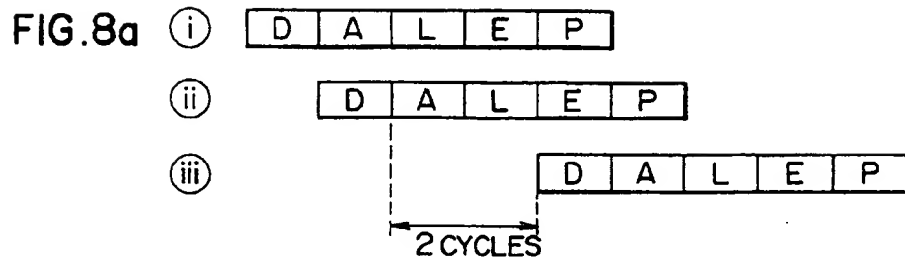 FIG.8a i D A L E P
ii D A L E P
iii D A L E P
2 CYCLES